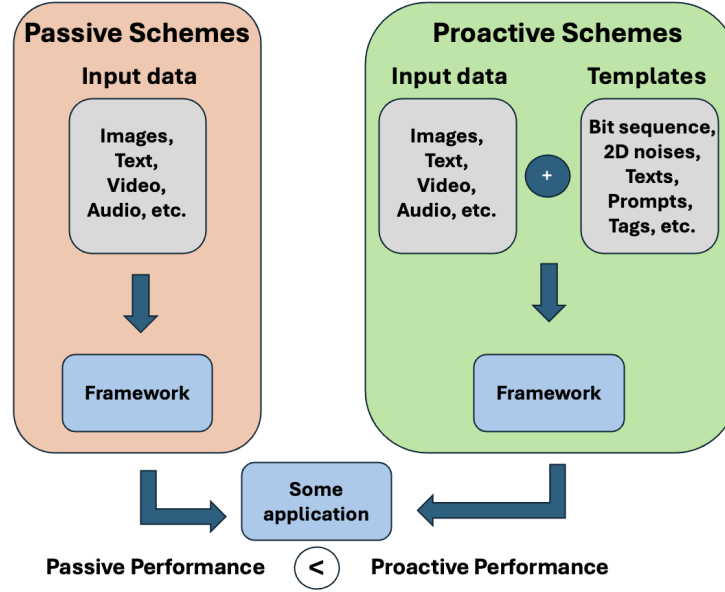 Passive Schemes
Input data
Images,
Text,
Video,
Audio, etc.
Framework
Proactive Schemes
Input data
Templates
Images,
Text,
Video,
Audio, etc.
+
Bit sequence,
2D noises,
Texts,
Prompts,
Tags, etc.
Framework
Some
application
Passive Performance < Proactive Performance